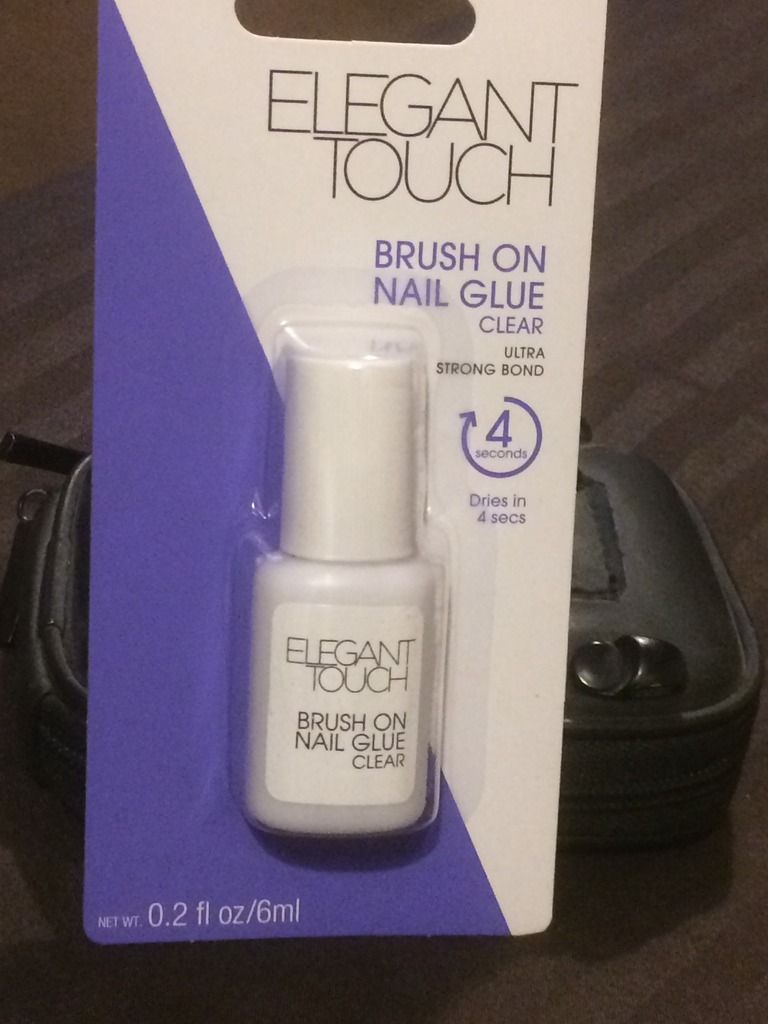 ELEGANT
TOUCH
BRUSH ON
NAIL GLUE
CLEAR
ULTRA
STRONG BOND
4
seconds
Dries in
4 secs
ELEGANT
TOUCH
BRUSH ON
NAIL GLUE
CLEAR
NET WT. 0.2 fl oz/6ml